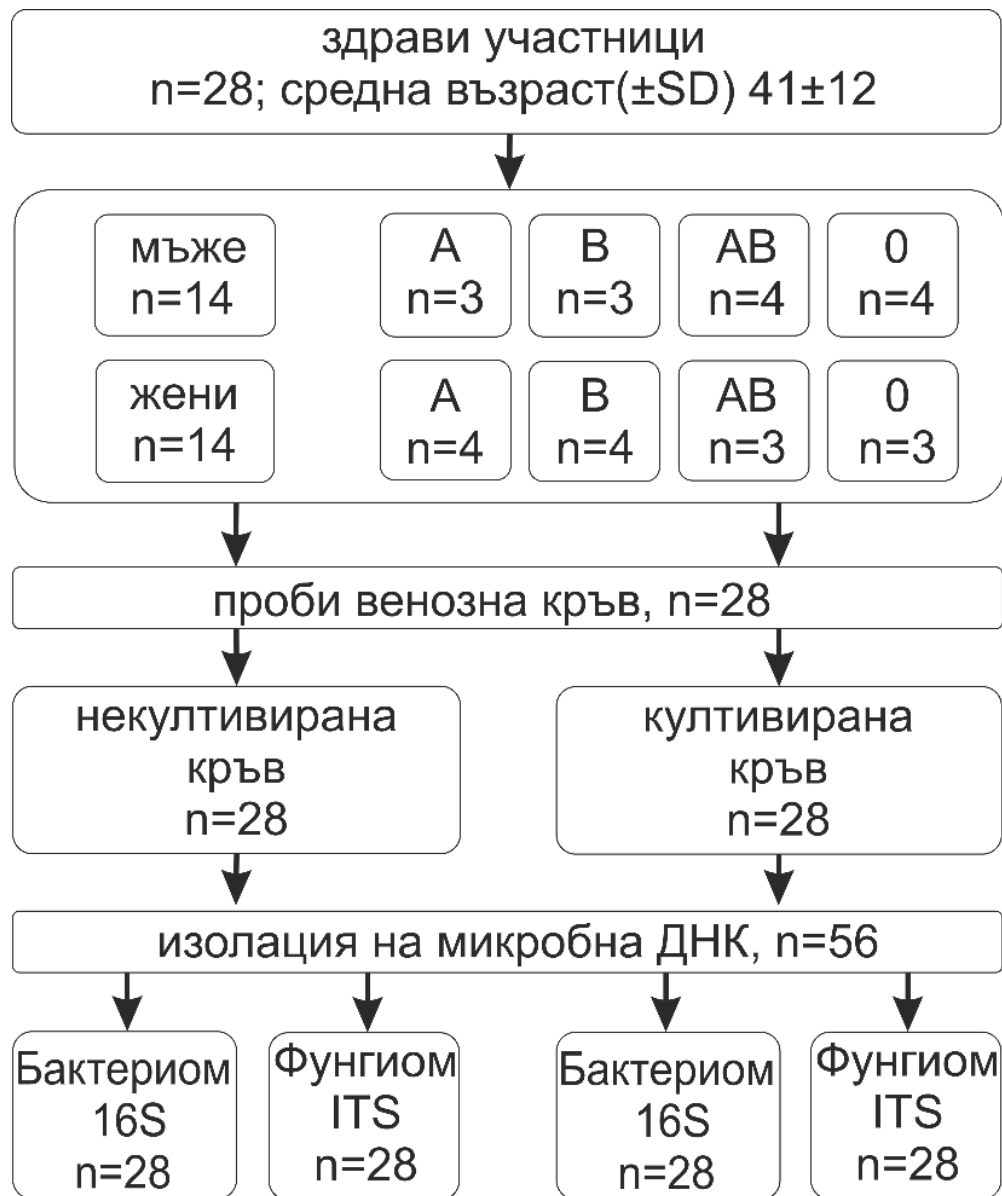 здрави участници
n=28; средна възраст(±SD) 41±12
мъже
n=14
A
n=3
B
n=3
AB
n=4
0
n=4
жени
n=14
A
n=4
B
n=4
AB
n=3
0
n=3
проби венозна кръв, n=28
некултивирана
кръв
n=28
култивирана
кръв
n=28
изолация на микробна ДНК, n=56
Бактериом
16S
n=28
Фунгиом
ITS
n=28
Бактериом
16S
n=28
Фунгиом
ITS
n=28